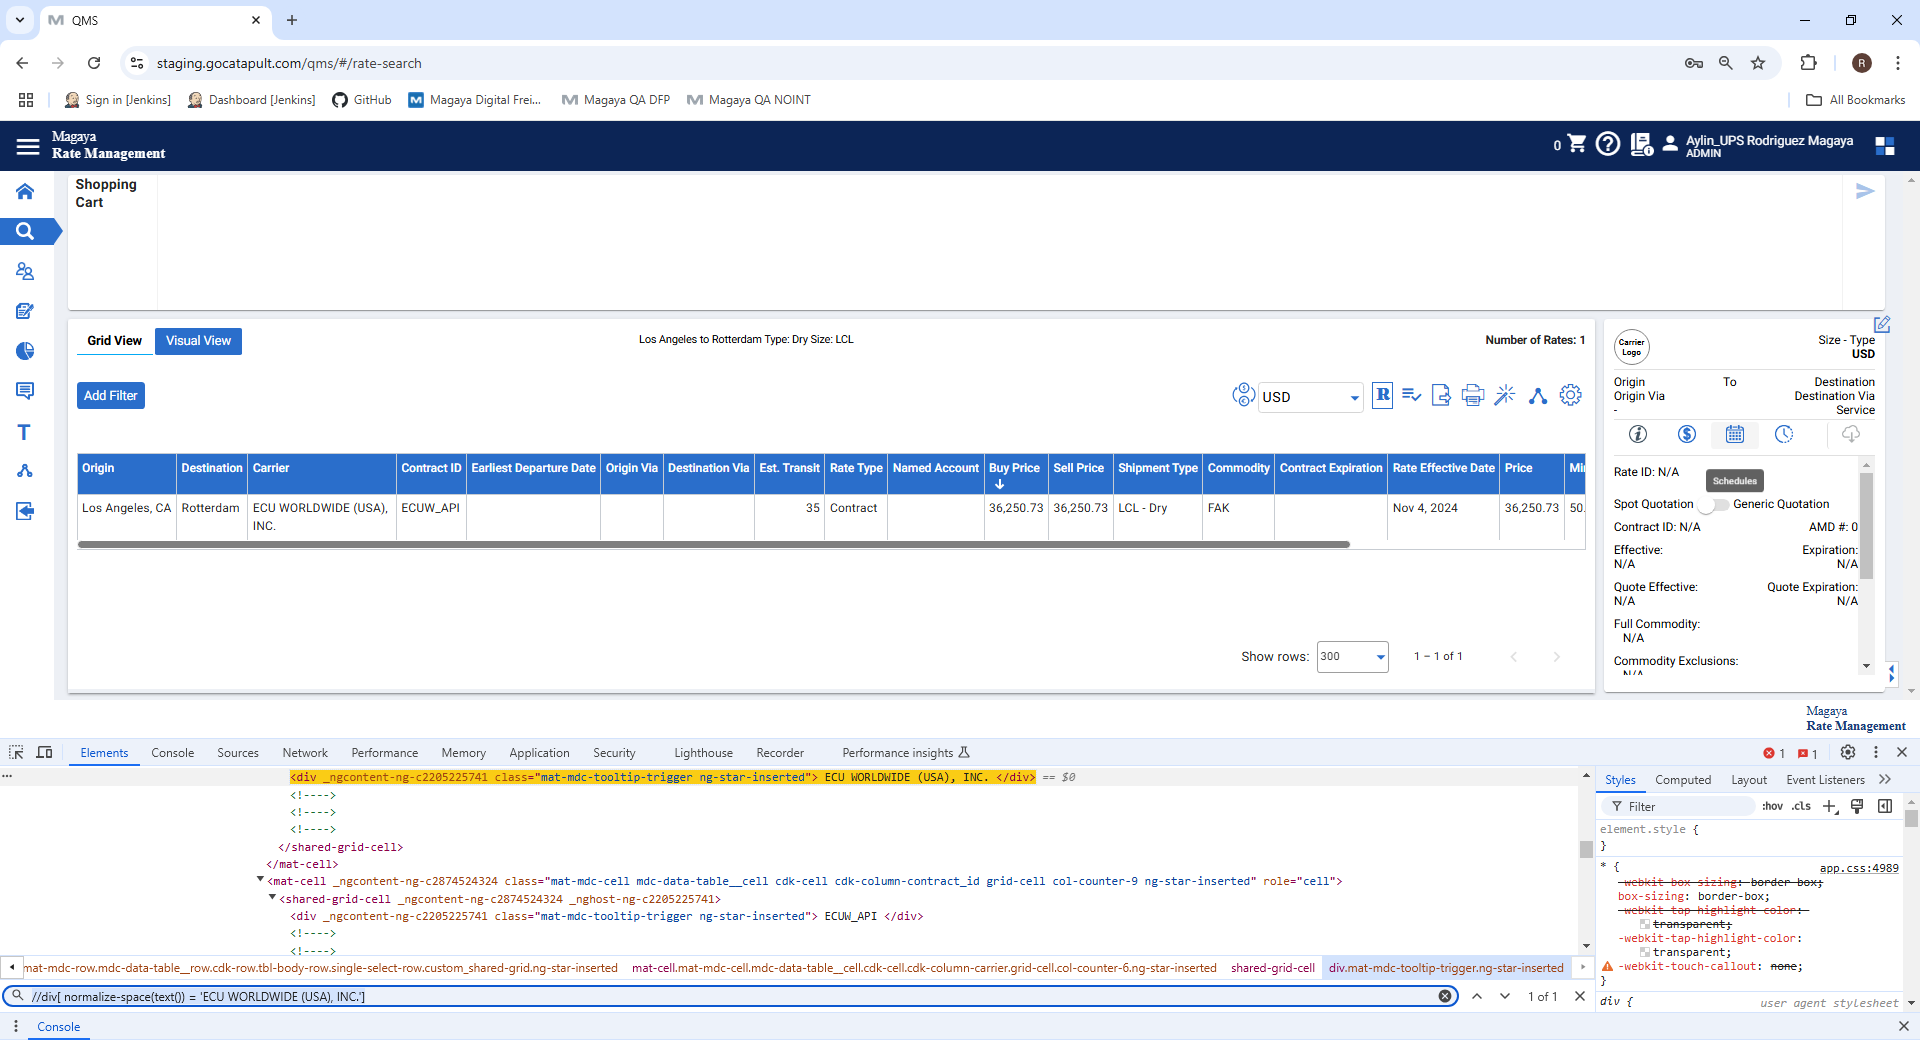 QMS
staging.gocatapult.com/qms/#/rate-search
R
Sign in [Jenkins]
Dashboard [Jenkins]
GitHub
Magaya Digital Frei...
Magaya QA DFP
Magaya QA NOINT
All Bookmarks
Magaya
Rate Management
0
Aylin_UPS Rodriguez Magaya
ADMIN
Shopping
Cart
Grid View
Visual View
Los Angeles to Rotterdam Type: Dry Size: LCL
Number of Rates: 1
Add Filter
USD
R
Origin Destination Carrier Contract ID Earliest Departure Date Origin Via Destination Via Est. Transit Rate Type Named Account Buy Price Sell Price Shipment Type Commodity Contract Expiration Rate Effective Date Price Mi
Los Angeles, CA Rotterdam ECU WORLDWIDE (USA), ECUW_API 35 Contract 36,250.73 36,250.73 LCL - Dry FAK Nov 4, 2024 36,250.73 50.
INC.
Show rows: 300 1 – 1 of 1
Carrier
Logo
Size - Type
USD
Origin To Destination
Origin Via Destination Via
- Service
Rate ID: N/A
Schedules
Spot Quotation Generic Quotation
Contract ID: N/A AMD #: 0
Effective: Expiration:
N/A N/A
Quote Effective: Quote Expiration:
N/A N/A
Full Commodity:
N/A
Commodity Exclusions:
N/A
Magaya
Rate Management
Elements Console Sources Network Performance Memory Application Security Lighthouse Recorder Performance insights 1 1
... <div _ngcontent-ng-c2205225741 class="mat-mdc-tooltip-trigger ng-star-inserted"> ECU WORLDWIDE (USA), INC. </div> == $0
<!---->
<!---->
<!---->
</shared-grid-cell>
</mat-cell>
<mat-cell _ngcontent-ng-c2874524324 class="mat-mdc-cell mdc-data-table__cell cdk-cell cdk-column-contract_id grid-cell col-counter-9 ng-star-inserted" role="cell">
<shared-grid-cell _ngcontent-ng-c2874524324 _nghost-ng-c2205225741>
<div _ngcontent-ng-c2205225741 class="mat-mdc-tooltip-trigger ng-star-inserted"> ECUW_API </div>
<!---->
<!---->
mat-mdc-row.mdc-data-table__row.cdk-row.tbl-body-row.single-select-row.custom_shared-grid.ng-star-inserted mat-cell.mat-mdc-cell.mdc-data-table__cell.cdk-cell.cdk-column-carrier.grid-cell.col-counter-6.ng-star-inserted shared-grid-cell div.mat-mdc-tooltip-trigger.ng-star-inserted
//div[ normalize-space(text()) = 'ECU WORLDWIDE (USA), INC.']
1 of 1
Console
Styles Computed Layout Event Listeners
Filter :hov .cls
element.style {
}
* { app.css:4989
-webkit-box-sizing: border-box;
box-sizing: border-box;
-webkit-tap-highlight-color:
transparent;
-webkit-tap-highlight-color:
transparent;
-webkit-touch-callout: none;
}
div { user agent stylesheet